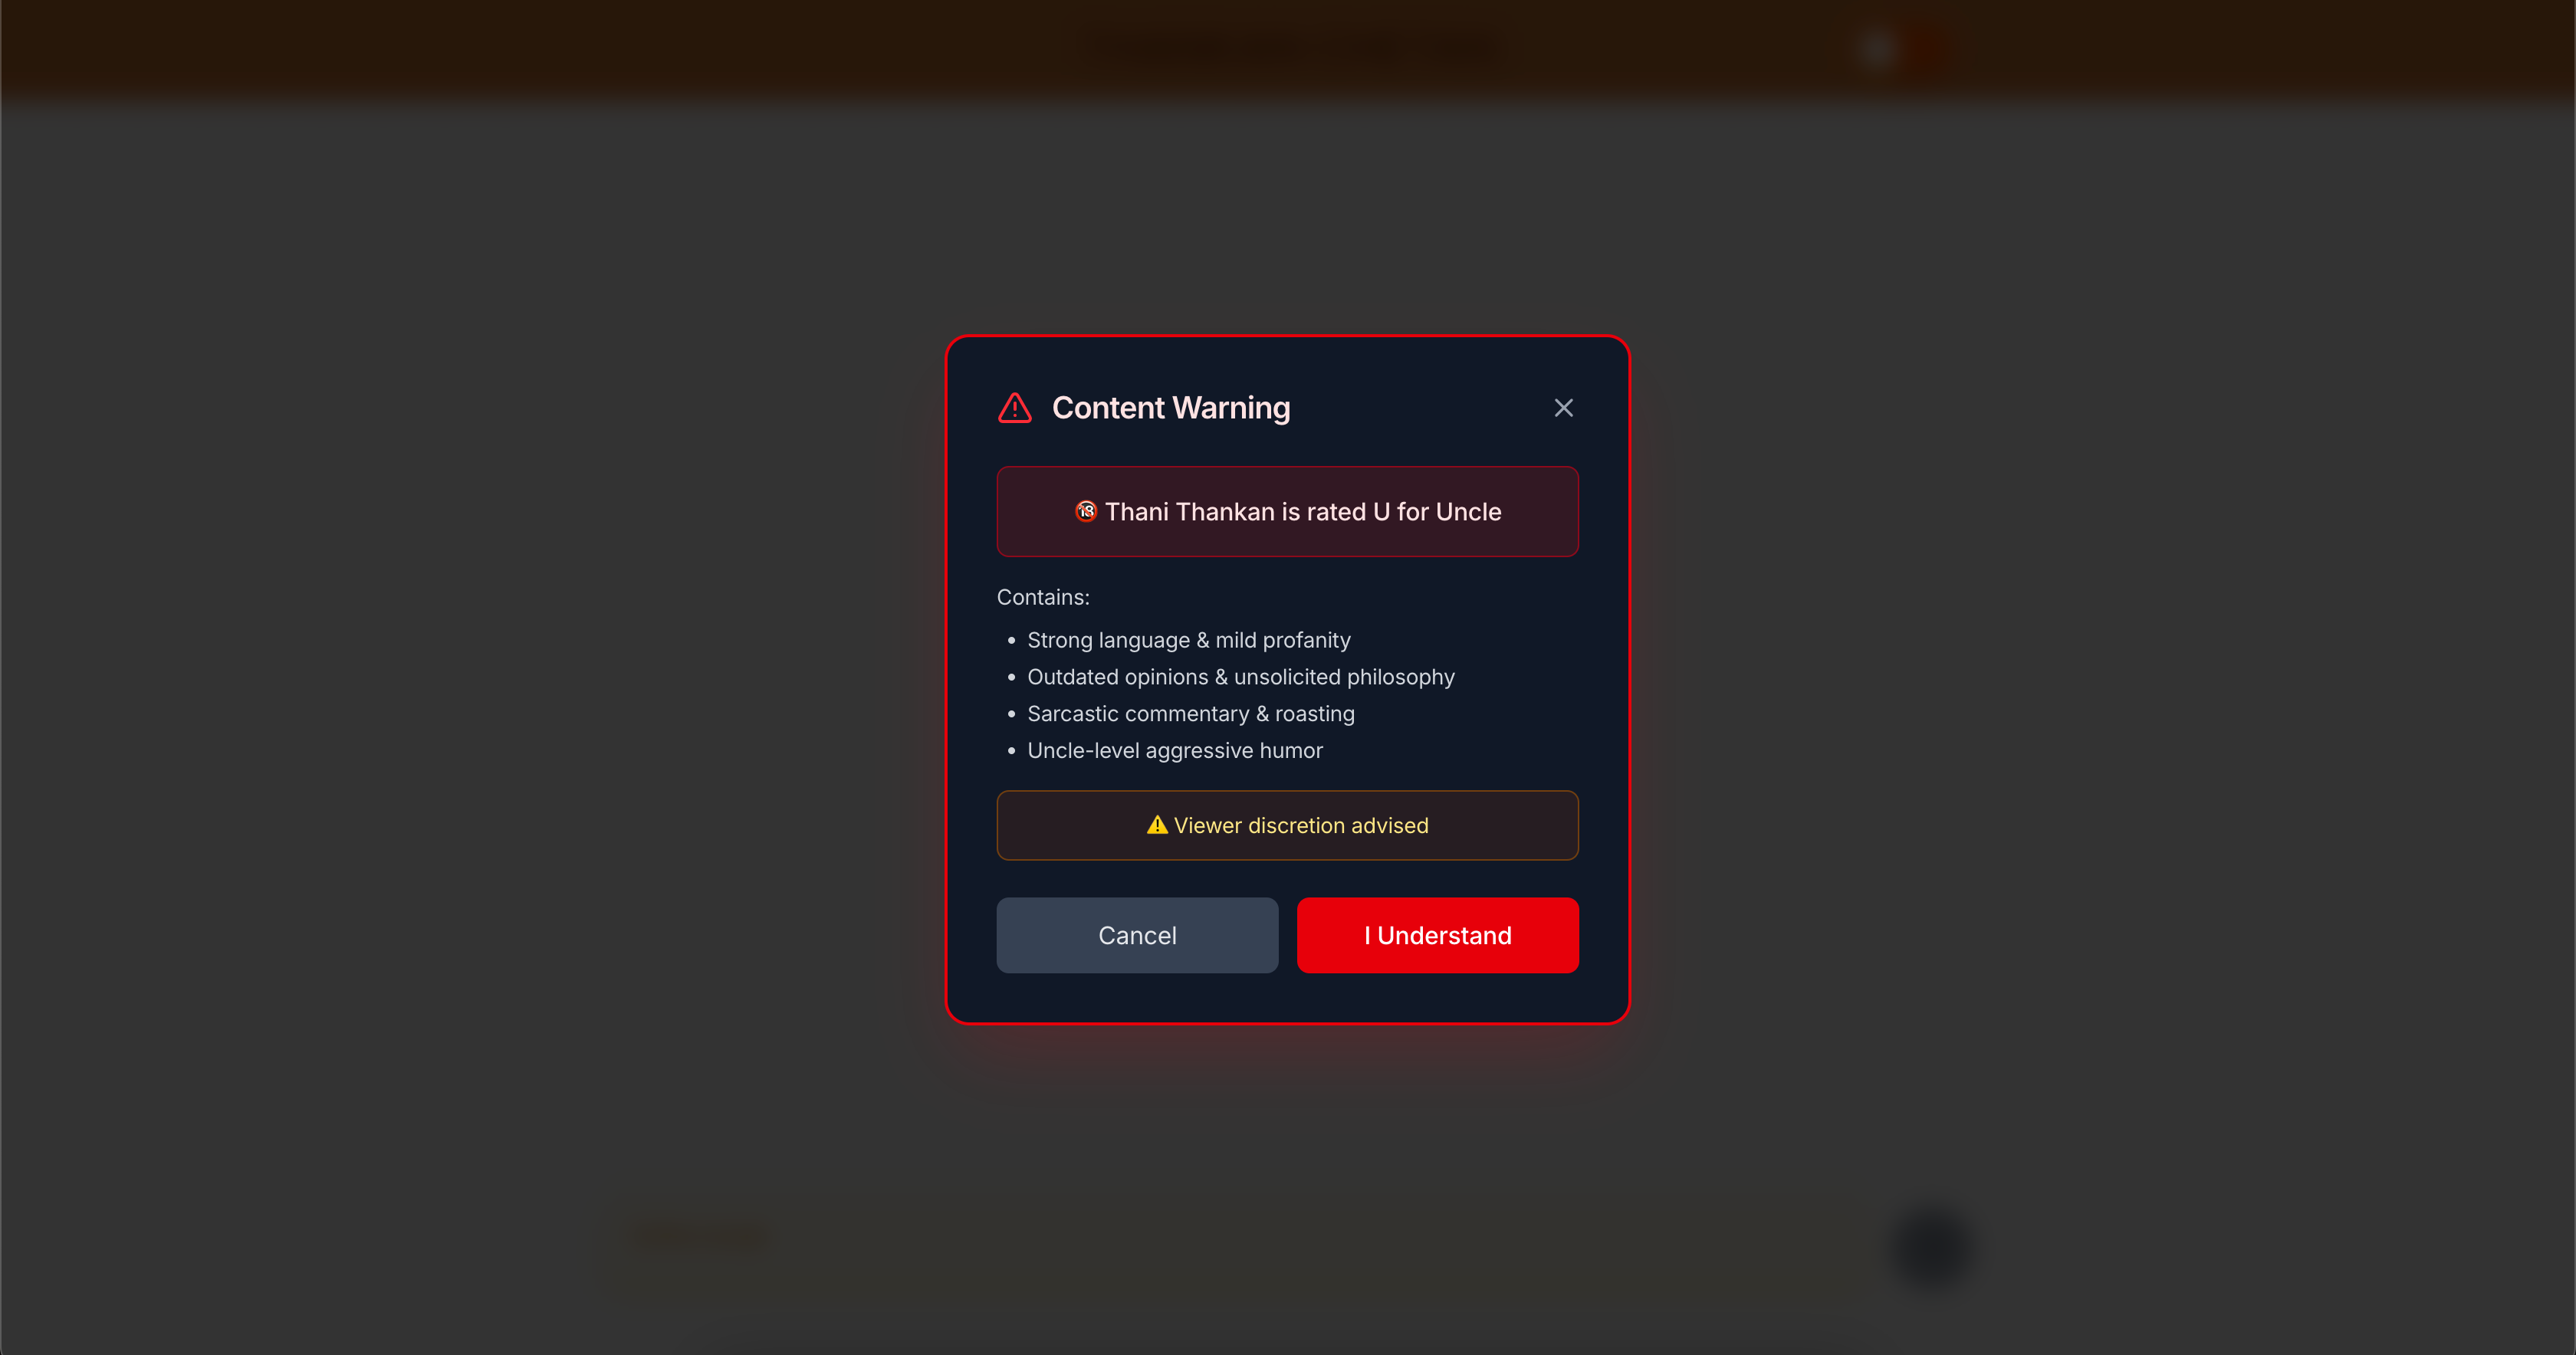 Content Warning
🔞 Thani Thankan is rated U for Uncle
Contains:
• Strong language & mild profanity
• Outdated opinions & unsolicited philosophy
• Sarcastic commentary & roasting
• Uncle-level aggressive humor
⚠️ Viewer discretion advised
Cancel
I Understand